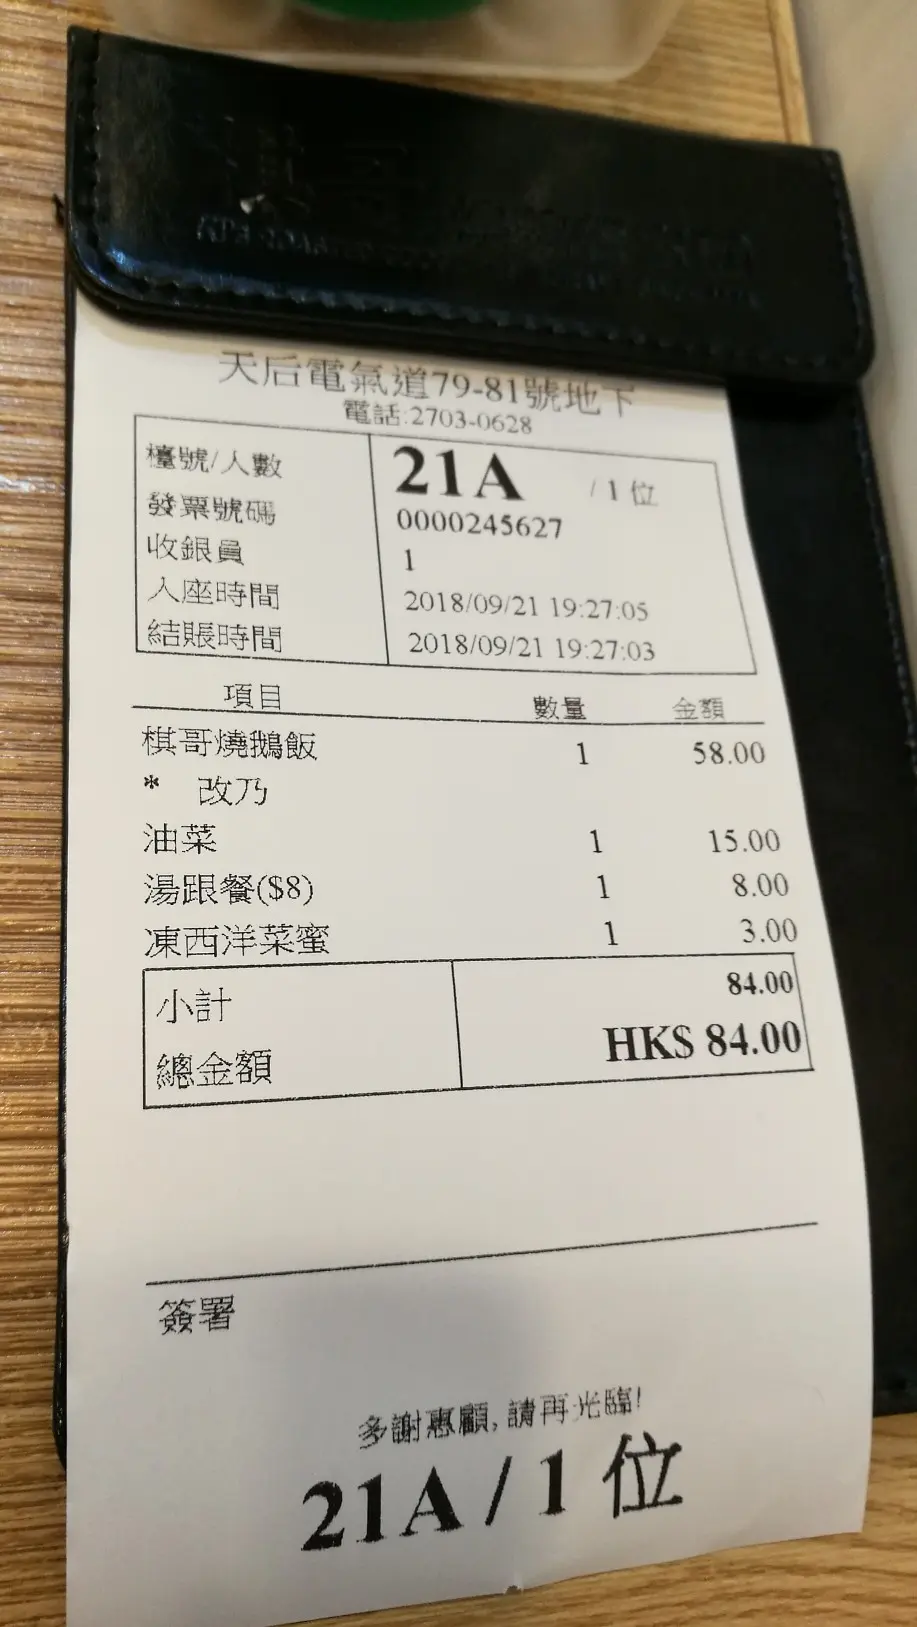 棋哥
天后電氣道79-81號地下
電話:2703-0628
檯號/人數 21A / 1 位
發票號碼 0000245627
收銀員 1
入座時間 2018/09/21 19:27:05
結賬時間 2018/09/21 19:27:03
項目 數量 金額
棋哥燒鵝飯 1 58.00
* 改乃
油菜 1 15.00
湯跟餐($8) 1 8.00
凍西洋菜蜜 1 3.00
小計 84.00
總金額 HK$ 84.00
簽署
多謝惠顧, 請再光臨!
21A / 1 位